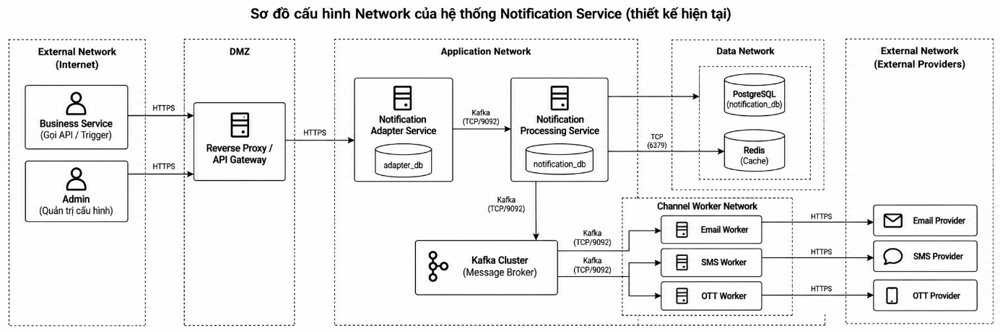 Sơ đồ cấu hình Network của hệ thống Notification Service (thiết kế hiện tại)
External Network
(Internet)
Business Service
(Gọi API / Trigger)
Admin
(Quản trị cấu hình)
HTTPS
HTTPS
DMZ
Reverse Proxy /
API Gateway
HTTPS
Application Network
Notification
Adapter Service
adapter_db
Kafka
(TCP/9092)
Notification
Processing Service
notification_db
Kafka
(TCP/9092)
Kafka Cluster
(Message Broker)
Kafka
(TCP/9092)
Kafka
(TCP/9092)
TCP
(6379)
Data Network
PostgreSQL
(notification_db)
Redis
(Cache)
Channel Worker Network
Email Worker
SMS Worker
OTT Worker
HTTPS
HTTPS
HTTPS
External Network
(External Providers)
Email Provider
SMS Provider
OTT Provider